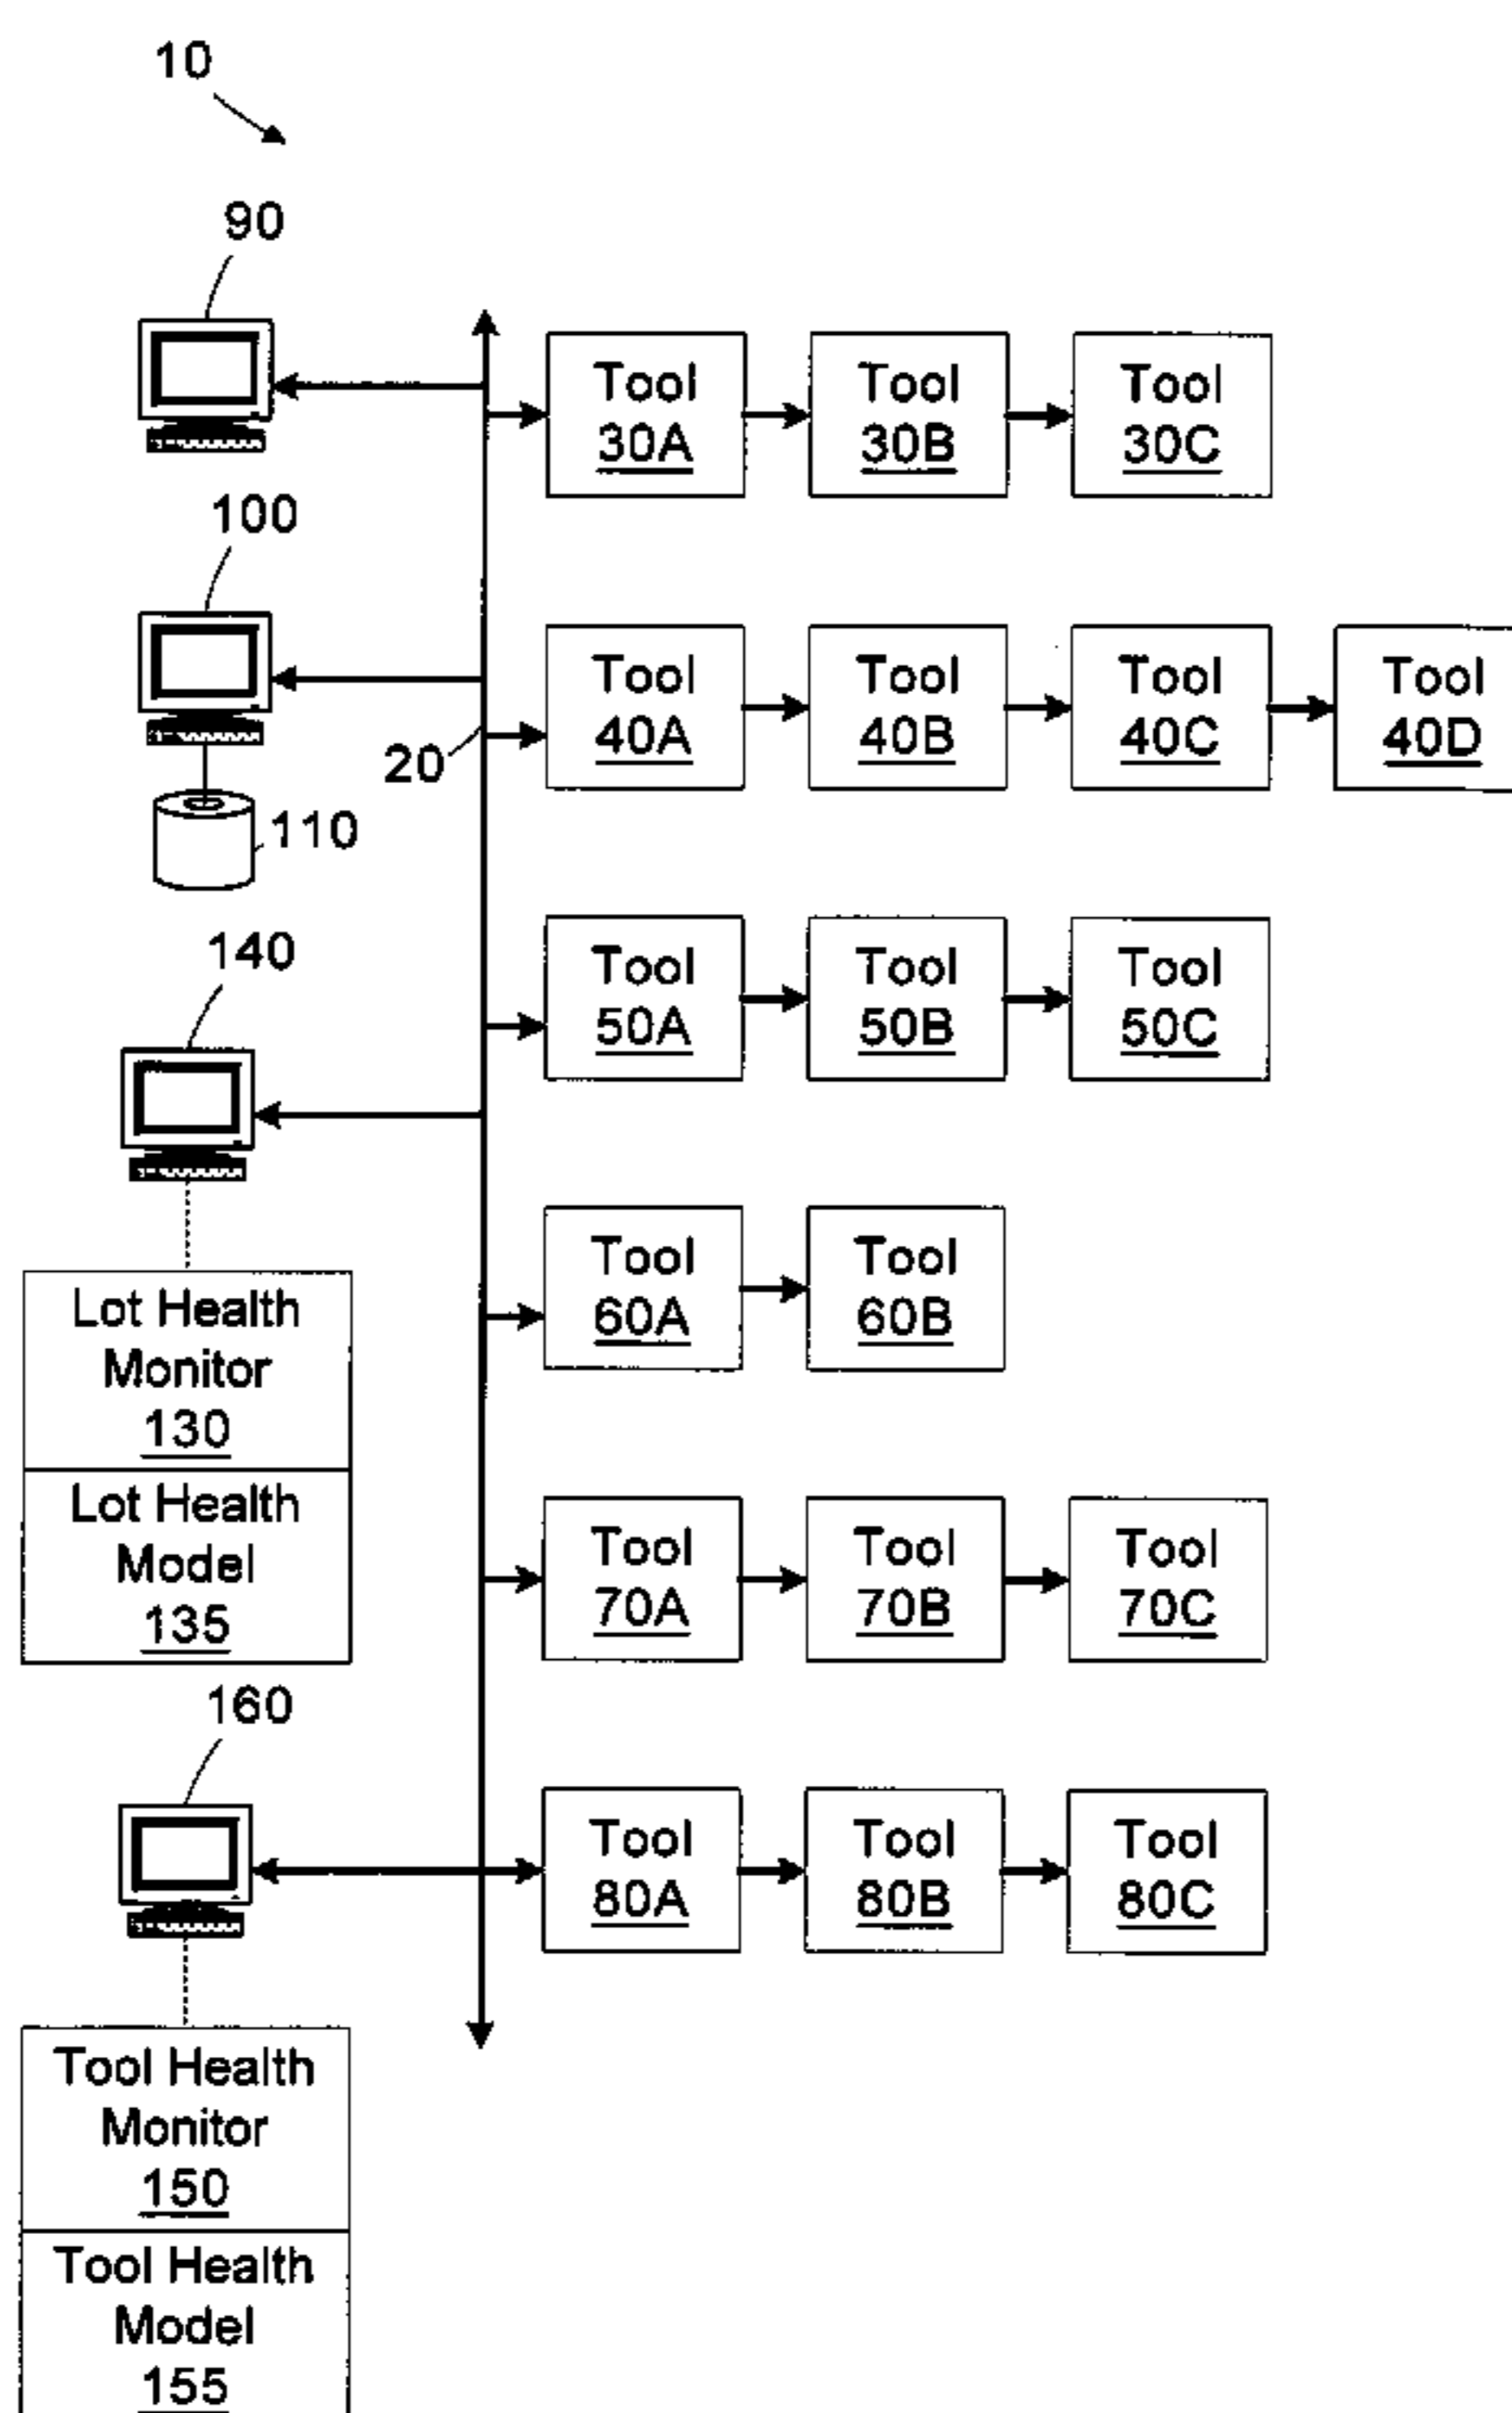 10
90
Tool
30A
Tool
30B
Tool
30C
100
Tool
40A
Tool
40B
Tool
40C
Tool
40D
20
110
140
Tool
50A
Tool
50B
Tool
50C
Lot Health
Monitor
130
Lot Health
Model
135
Tool
60A
Tool
60B
Tool
70A
Tool
70B
Tool
70C
160
Tool
80A
Tool
80B
Tool
80C
Tool Health
Monitor
150
Tool Health
Model
155